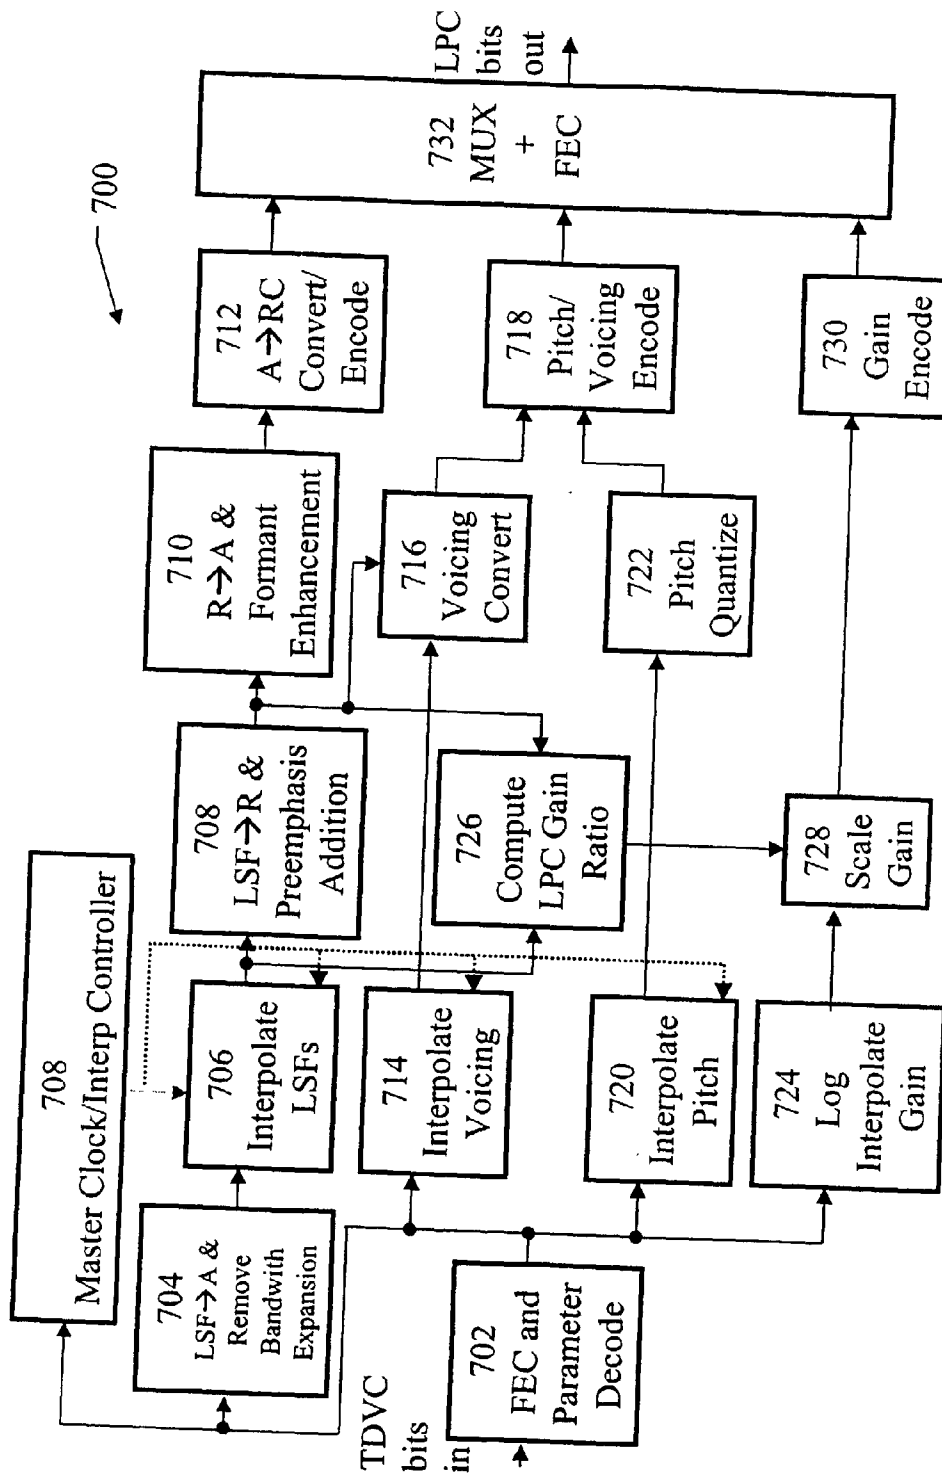 700
708
Master Clock/Interp Controller
704
LSF→A &
Remove
Bandwith
Expansion
706
Interpolate
LSFs
708
LSF→R &
Preemphasis
Addition
710
R→A &
Formant
Enhancement
712
A→RC
Convert/
Encode
714
Interpolate
Voicing
716
Voicing
Convert
718
Pitch/
Voicing
Encode
732
MUX
+
FEC
LPC
bits
out
TDVC
bits
in
702
FEC and
Parameter
Decode
726
Compute
LPC Gain
Ratio
720
Interpolate
Pitch
722
Pitch
Quantize
724
Log
Interpolate
Gain
728
Scale
Gain
730
Gain
Encode